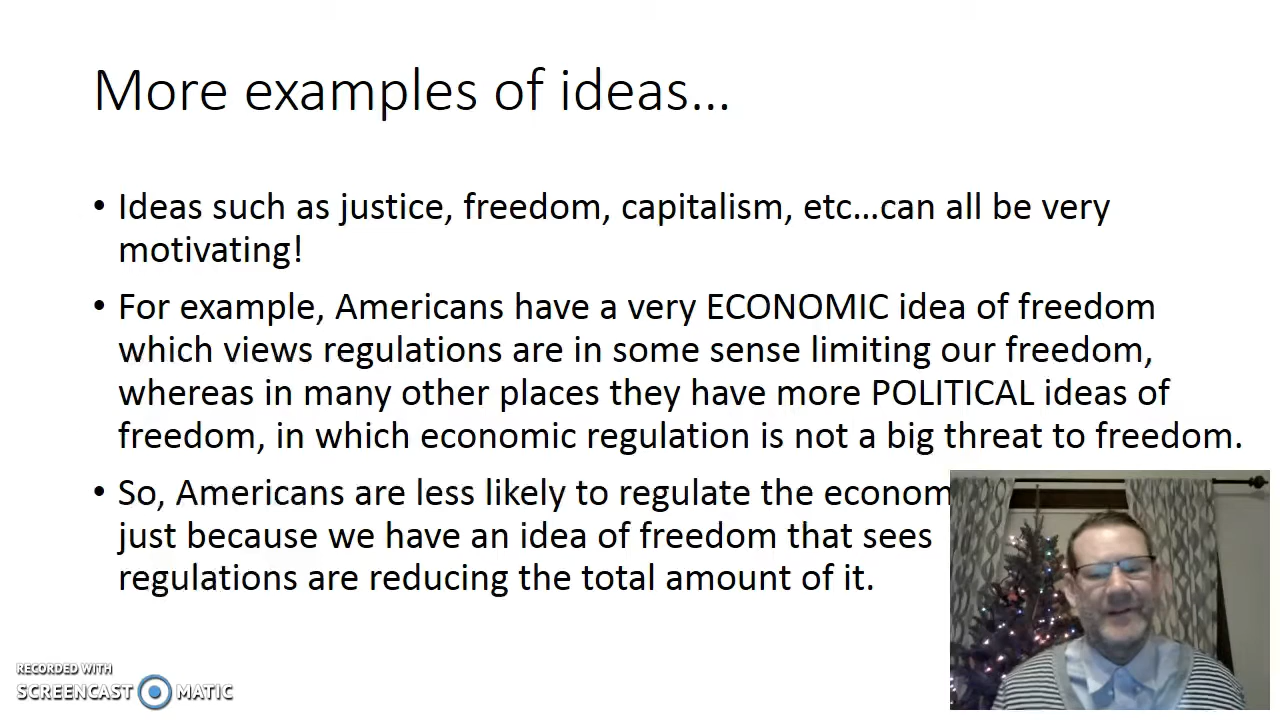 More examples of ideas...
• Ideas such as justice, freedom, capitalism, etc...can all be very
motivating!
• For example, Americans have a very ECONOMIC idea of freedom
which views regulations are in some sense limiting our freedom,
whereas in many other places they have more POLITICAL ideas of
freedom, in which economic regulation is not a big threat to freedom.
• So, Americans are less likely to regulate the econom
just because we have an idea of freedom that sees
regulations are reducing the total amount of it.
RECORDED WITH
SCREENCAST MATIC